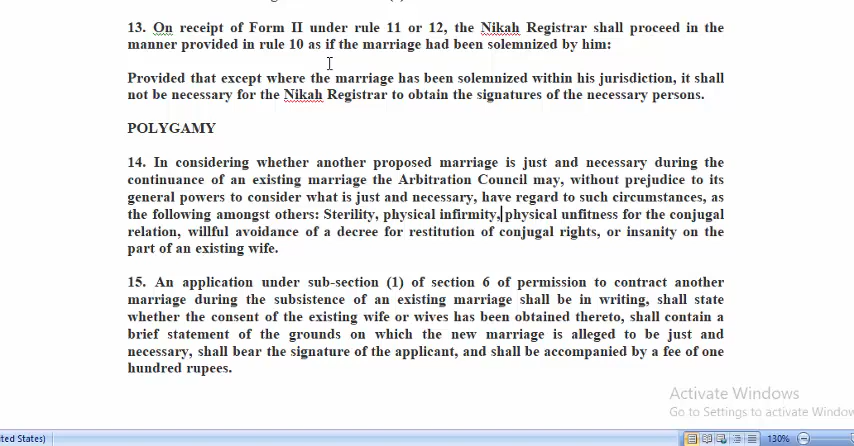 13. On receipt of Form II under rule 11 or 12, the Nikah Registrar shall proceed in the
manner provided in rule 10 as if the marriage had been solemnized by him:
Provided that except where the marriage has been solemnized within his jurisdiction, it shall
not be necessary for the Nikah Registrar to obtain the signatures of the necessary persons.
POLYGAMY
14. In considering whether another proposed marriage is just and necessary during the
continuance of an existing marriage the Arbitration Council may, without prejudice to its
general powers to consider what is just and necessary, have regard to such circumstances, as
the following amongst others: Sterility, physical infirmity, physical unfitness for the conjugal
relation, willful avoidance of a decree for restitution of conjugal rights, or insanity on the
part of an existing wife.
15. An application under sub-section (1) of section 6 of permission to contract another
marriage during the subsistence of an existing marriage shall be in writing, shall state
whether the consent of the existing wife or wives has been obtained thereto, shall contain a
brief statement of the grounds on which the new marriage is alleged to be just and
necessary, shall bear the signature of the applicant, and shall be accompanied by a fee of one
hundred rupees.
Activate Windows
Go to Settings to activate Window
ted States)
130%